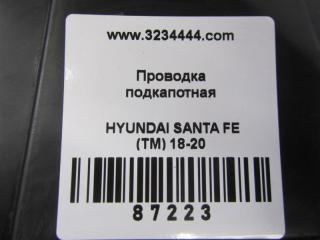 www.3234444.com
Проводка
подкапотная
HYUNDAI SANTA FE
(TM) 18-20
87223